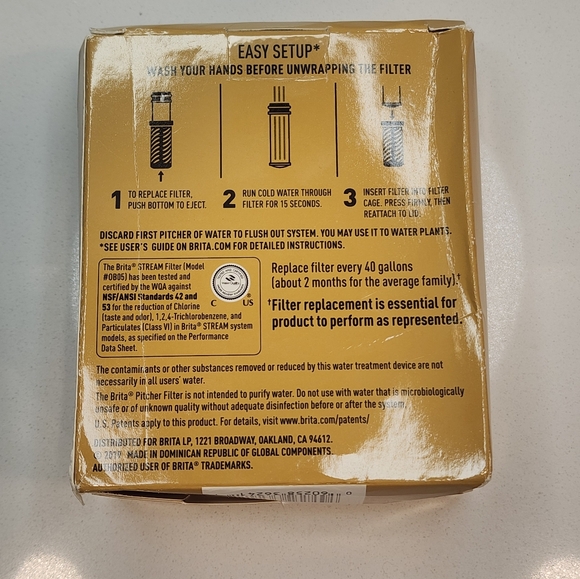 EASY SETUP*
WASH YOUR HANDS BEFORE UNWRAPPING THE FILTER
1 TO REPLACE FILTER,
PUSH BOTTOM TO EJECT.
2 RUN COLD WATER THROUGH
FILTER FOR 15 SECONDS.
3 INSERT FILTER INTO FILTER
CAGE. PRESS FIRMLY, THEN
REATTACH TO LID.
DISCARD FIRST PITCHER OF WATER TO FLUSH OUT SYSTEM. YOU MAY USE IT TO WATER PLANTS.
*SEE USER'S GUIDE ON BRITA.COM FOR DETAILED INSTRUCTIONS.
The Brita® STREAM Filter (Model
#OB05) has been tested and
certified by the WQA against
NSF/ANSI Standards 42 and
53 for the reduction of Chlorine
(taste and odor), 1,2,4-Trichlorobenzene, and
Particulates (Class VI) in Brita® STREAM system
models, as specified on the Performance
Data Sheet.
C US
Replace filter every 40 gallons
(about 2 months for the average family).†
†Filter replacement is essential for
product to perform as represented.
The contaminants or other substances removed or reduced by this water treatment device are not
necessarily in all users' water.
The Brita® Pitcher Filter is not intended to purify water. Do not use with water that is microbiologically
unsafe or of unknown quality without adequate disinfection before or after the system.
U.S. Patents apply to this product. For details, visit www.brita.com/patents/
DISTRIBUTED FOR BRITA LP, 1221 BROADWAY, OAKLAND, CA 94612.
© 2019 MADE IN DOMINICAN REPUBLIC OF GLOBAL COMPONENTS.
AUTHORIZED USER OF BRITA® TRADEMARKS.